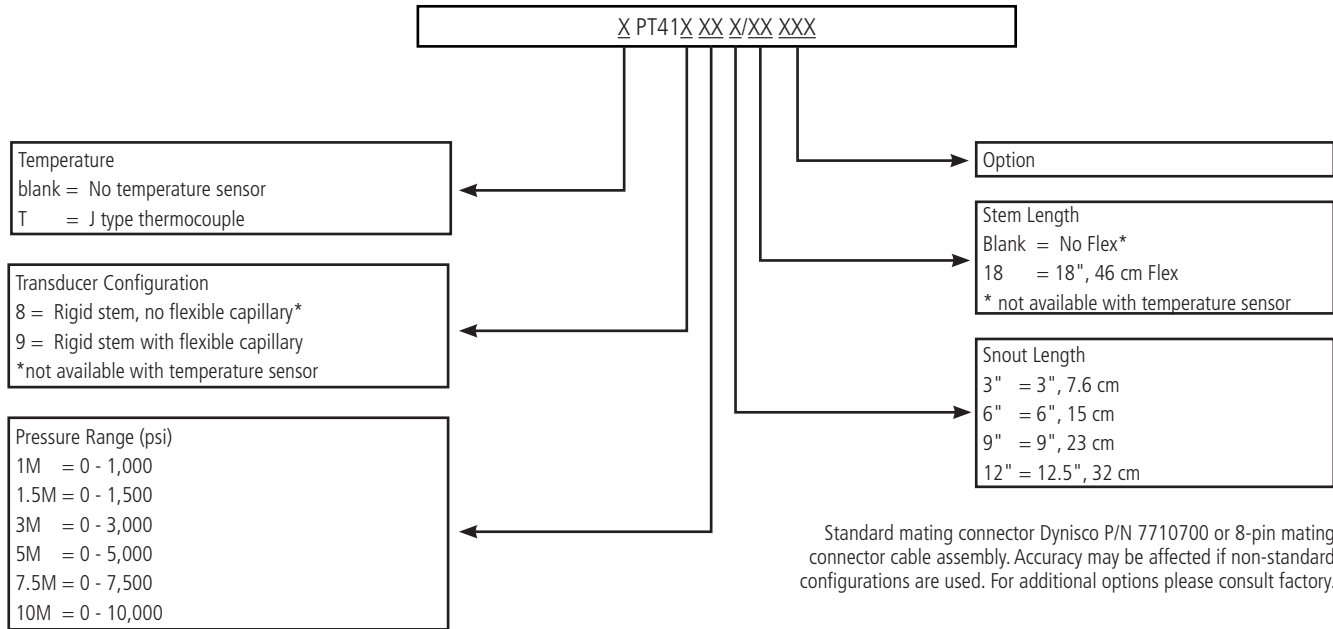 X PT41X XX X/XX XXX
Temperature
blank = No temperature sensor
T = J type thermocouple
Transducer Configuration
8 = Rigid stem, no flexible capillary*
9 = Rigid stem with flexible capillary
*not available with temperature sensor
Pressure Range (psi)
1M = 0 - 1,000
1.5M = 0 - 1,500
3M = 0 - 3,000
5M = 0 - 5,000
7.5M = 0 - 7,500
10M = 0 - 10,000
Option
Stem Length
Blank = No Flex*
18 = 18", 46 cm Flex
* not available with temperature sensor
Snout Length
3" = 3", 7.6 cm
6" = 6", 15 cm
9" = 9", 23 cm
12" = 12.5", 32 cm
Standard mating connector Dynisco P/N 7710700 or 8-pin mating
connector cable assembly. Accuracy may be affected if non-standard
configurations are used. For additional options please consult factory.